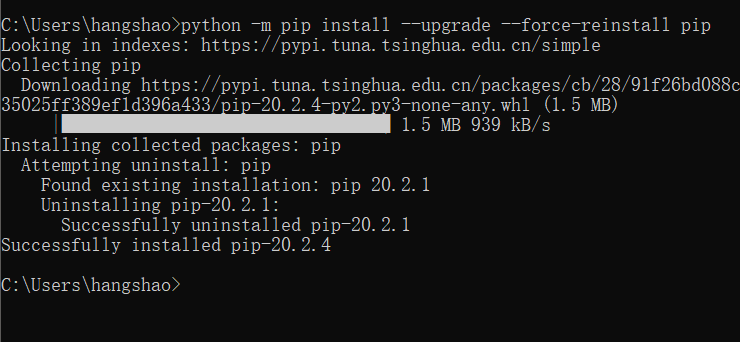 C:\Users\hangshao>python -m pip install --upgrade --force-reinstall pip
Looking in indexes: https://pypi.tuna.tsinghua.edu.cn/simple
Collecting pip
Downloading https://pypi.tuna.tsinghua.edu.cn/packages/cb/28/91f26bd088c
35025ff389ef1d396a433/pip-20.2.4-py2.py3-none-any.whl (1.5 MB)
1.5 MB 939 kB/s
Installing collected packages: pip
Attempting uninstall: pip
Found existing installation: pip 20.2.1
Uninstalling pip-20.2.1:
Successfully uninstalled pip-20.2.1
Successfully installed pip-20.2.4
C:\Users\hangshao>